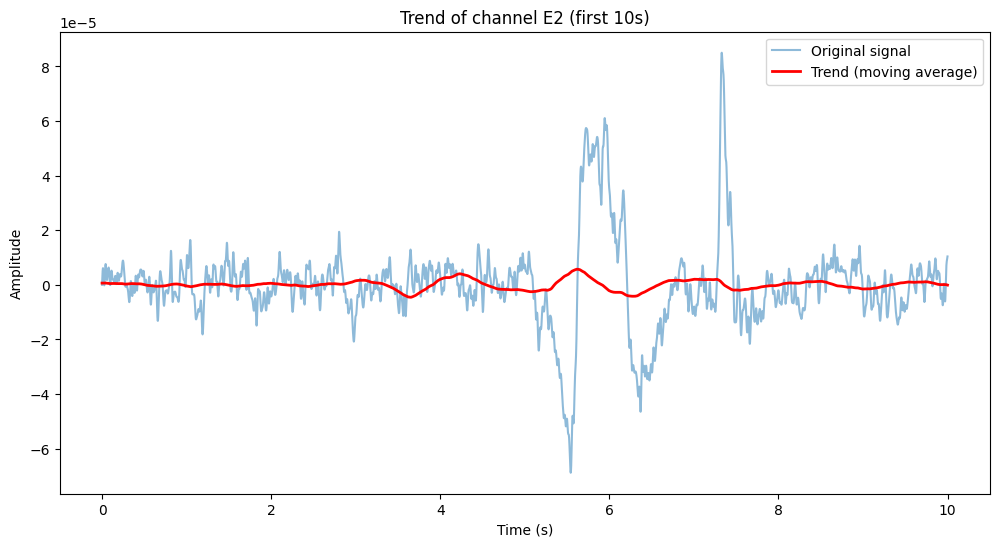 Trend of channel E2 (first 10s)
1e−5
Original signal
Trend (moving average)
8
6
4
2
0
−2
−4
−6
Amplitude
0 2 4 6 8 10
Time (s)